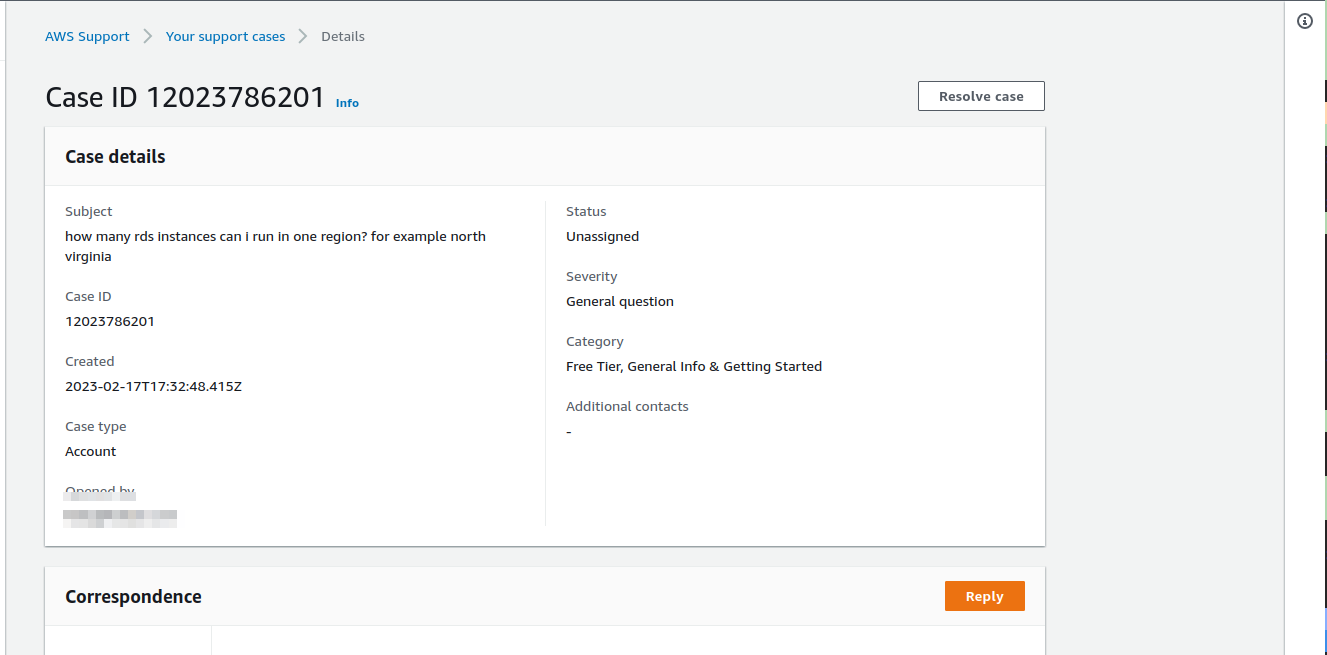 AWS Support > Your support cases > Details
Case ID 12023786201 Info
Resolve case
Case details
Subject
how many rds instances can i run in one region? for example north
virginia
Case ID
12023786201
Created
2023-02-17T17:32:48.415Z
Case type
Account
Opened by
Status
Unassigned
Severity
General question
Category
Free Tier, General Info & Getting Started
Additional contacts
-
Correspondence
Reply